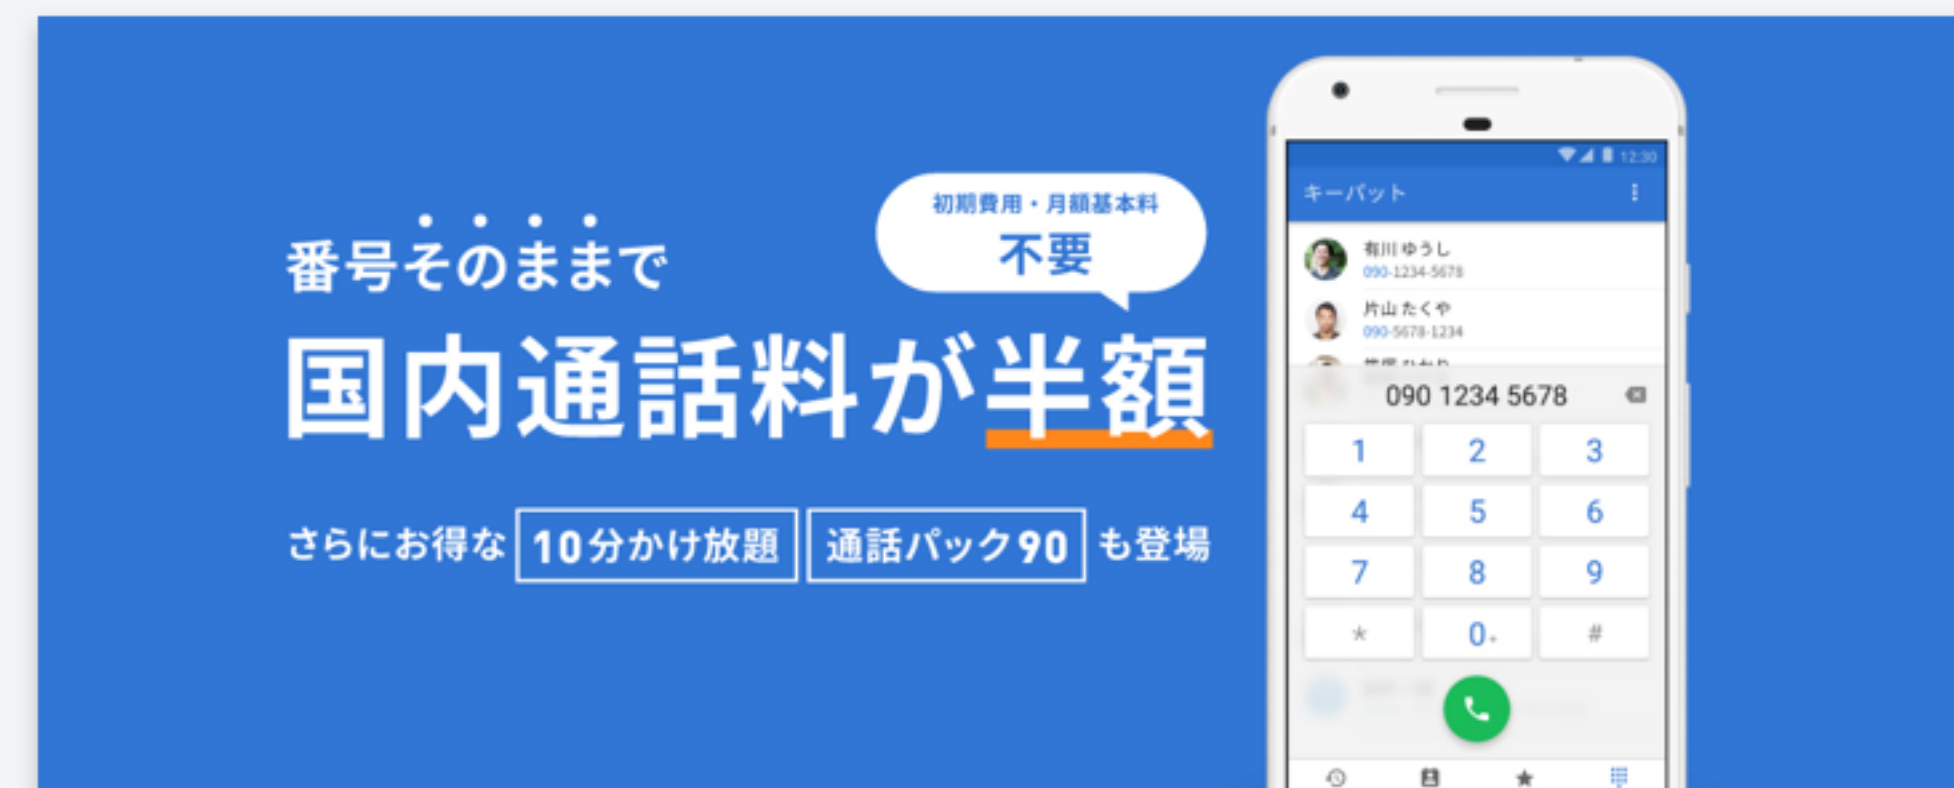 初期費用・月額基本料
不要
番号そのままで
国内通話料が半額
さらにお得な 10分かけ放題 通話パック90 も登場
12:30
キーパット
有川 ゆうし
090-1234-5678
片山 たくや
090-5678-1234
090 1234 5678
1 2 3
4 5 6
7 8 9
* 0+ #